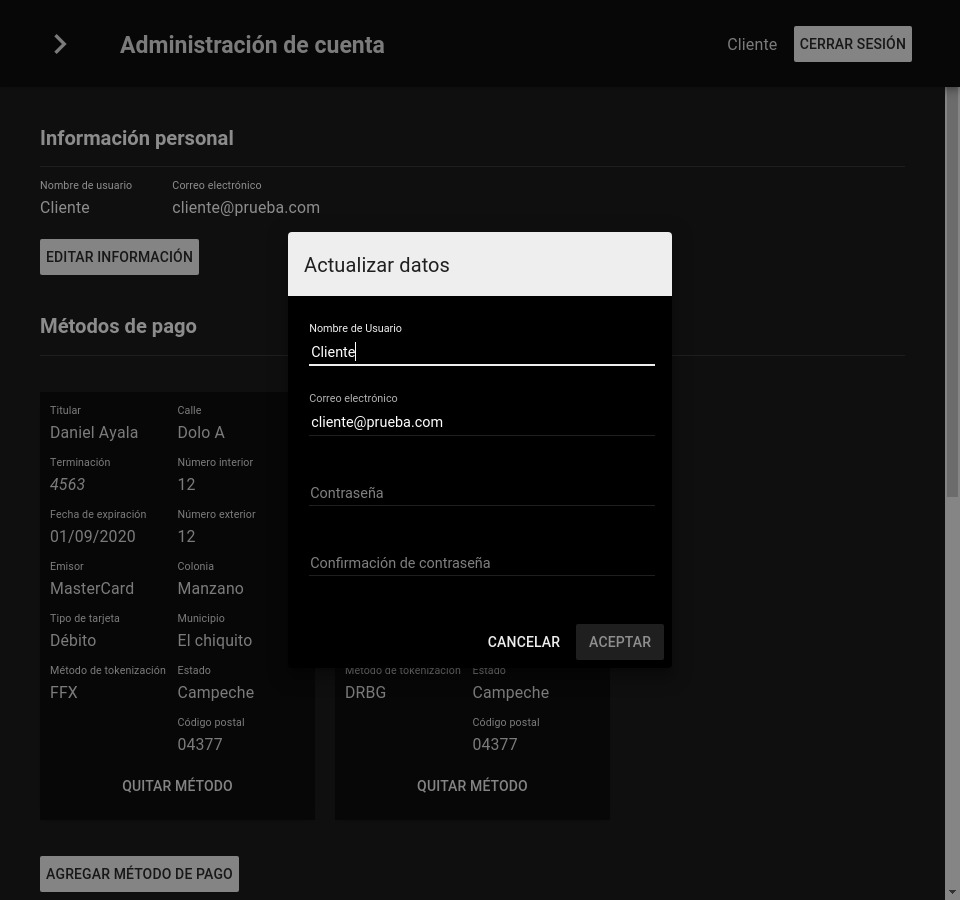 Administración de cuenta
Cliente
CERRAR SESIÓN
Información personal
Nombre de usuario
Correo electrónico
Cliente
cliente@prueba.com
EDITAR INFORMACIÓN
Métodos de pago
Actualizar datos
Nombre de Usuario
Cliente
Correo electrónico
cliente@prueba.com
Contraseña
Confirmación de contraseña
CANCELAR
ACEPTAR
Titular
Calle
Daniel Ayala
Dolo A
Terminación
Número interior
4563
12
Fecha de expiración
Número exterior
01/09/2020
12
Emisor
Colonia
MasterCard
Manzano
Tipo de tarjeta
Municipio
Débito
El chiquito
Método de tokenización
Estado
FFX
Campeche
Código postal
04377
QUITAR MÉTODO
Método de tokenización
Estado
DRBG
Campeche
Código postal
04377
QUITAR MÉTODO
AGREGAR MÉTODO DE PAGO